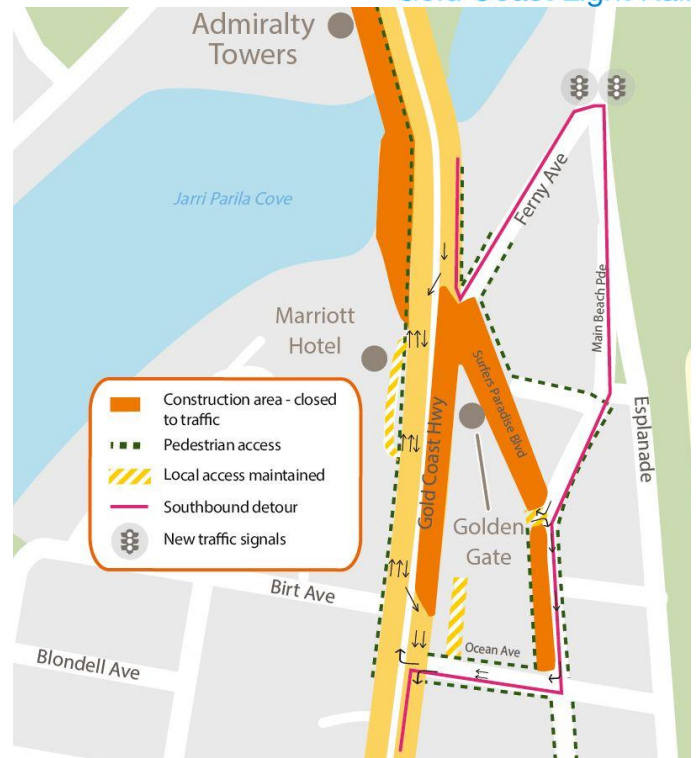 Gold Coast Light Rail
Admiralty
Towers
Jarri Parila Cove
Ferny Ave
Main Beach Pde
Marriott
Hotel
Surfers Paradise Blvd
Esplanade
Gold Coast Hwy
Golden
Gate
Construction area - closed
to traffic
Pedestrian access
Local access maintained
Southbound detour
New traffic signals
Birt Ave
Ocean Ave
Blondell Ave